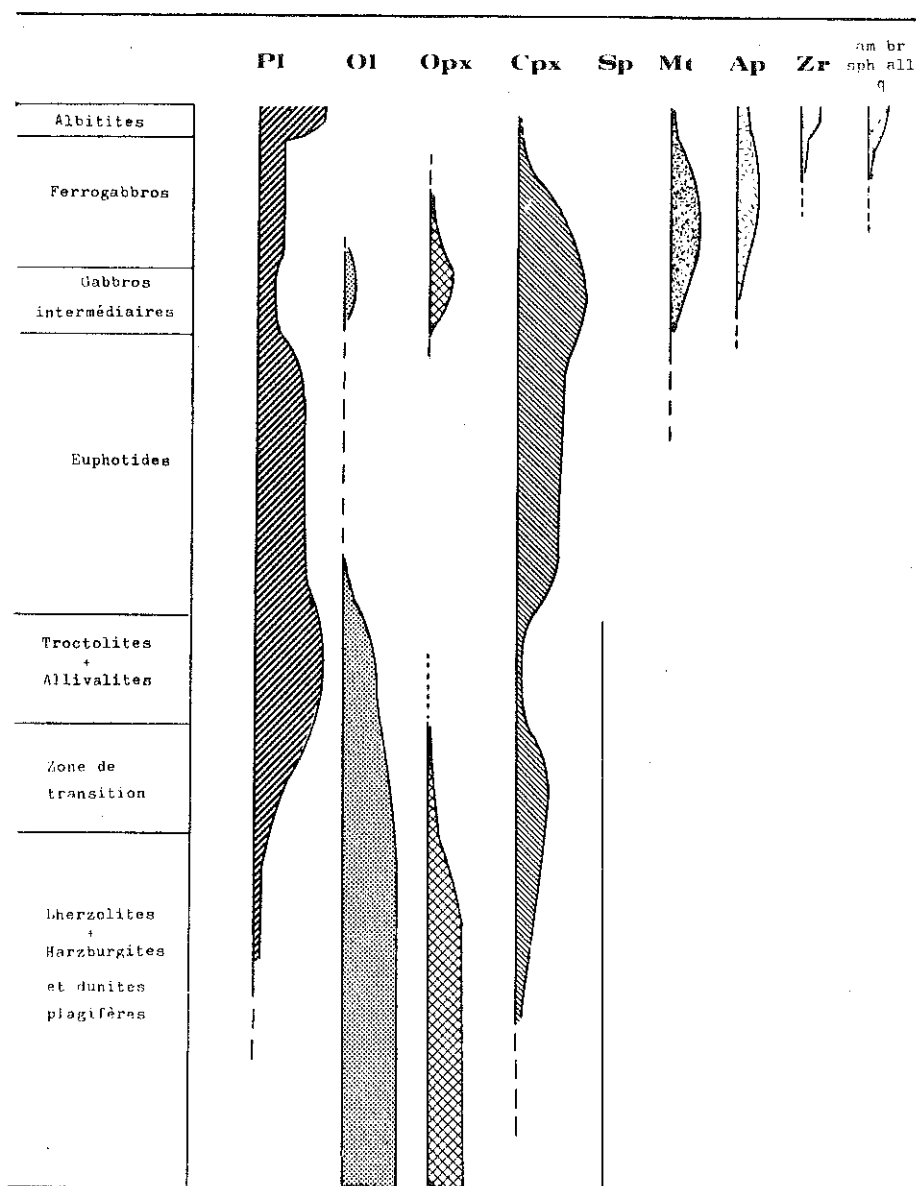 am br
Pl Ol Opx Cpx Sp Mt Ap Zr sph all
q
Albitites
Ferrogabbros
Gabbros
intermédiaires
Euphotides
Troctolites
+
Allivalites
Zone de
transition
Lherzolites
+
Harzburgites
et dunites
plagifères